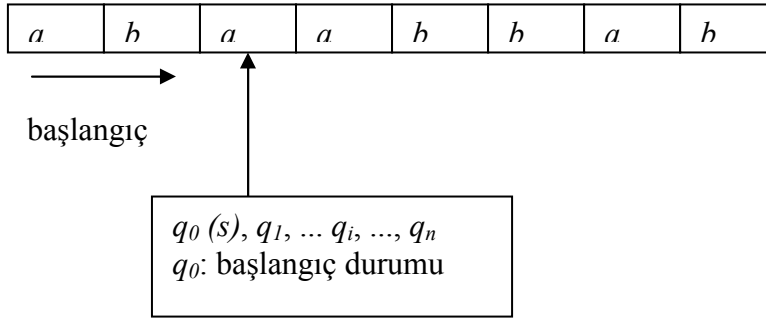 a b a a b b a b
başlangıç
q0 (s), q1, ... qi, ..., qn
q0: başlangıç durumu